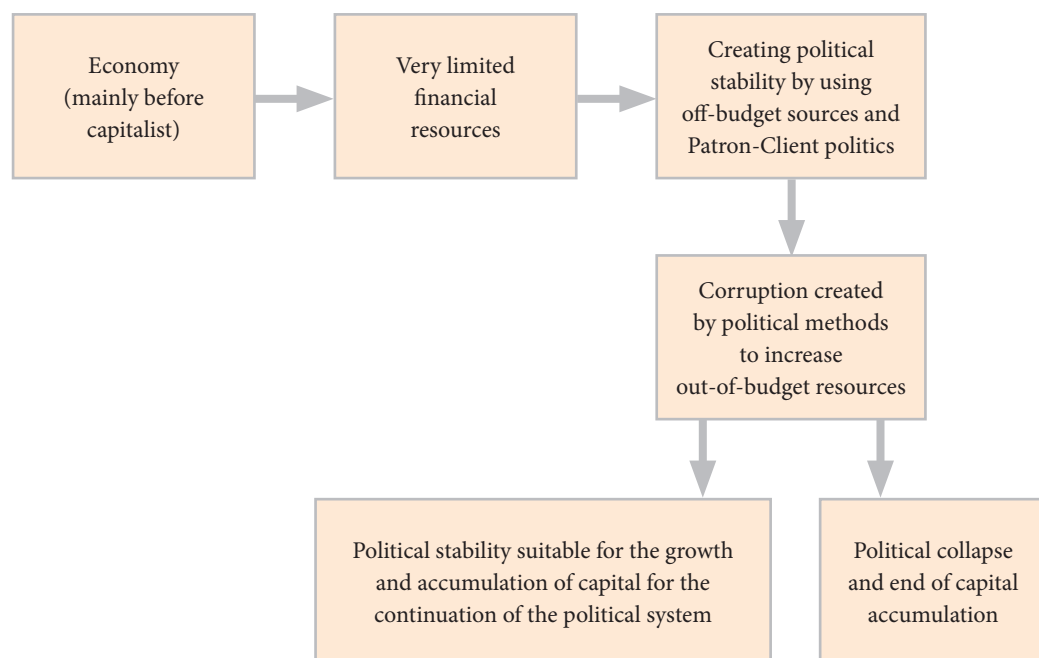 Economy
(mainly before
capitalist)
Very limited
financial
resources
Creating political
stability by using
off-budget sources and
Patron-Client politics
Corruption created
by political methods
to increase
out-of-budget resources
Political stability suitable for the growth
and accumulation of capital for the
continuation of the political system
Political collapse
and end of capital
accumulation